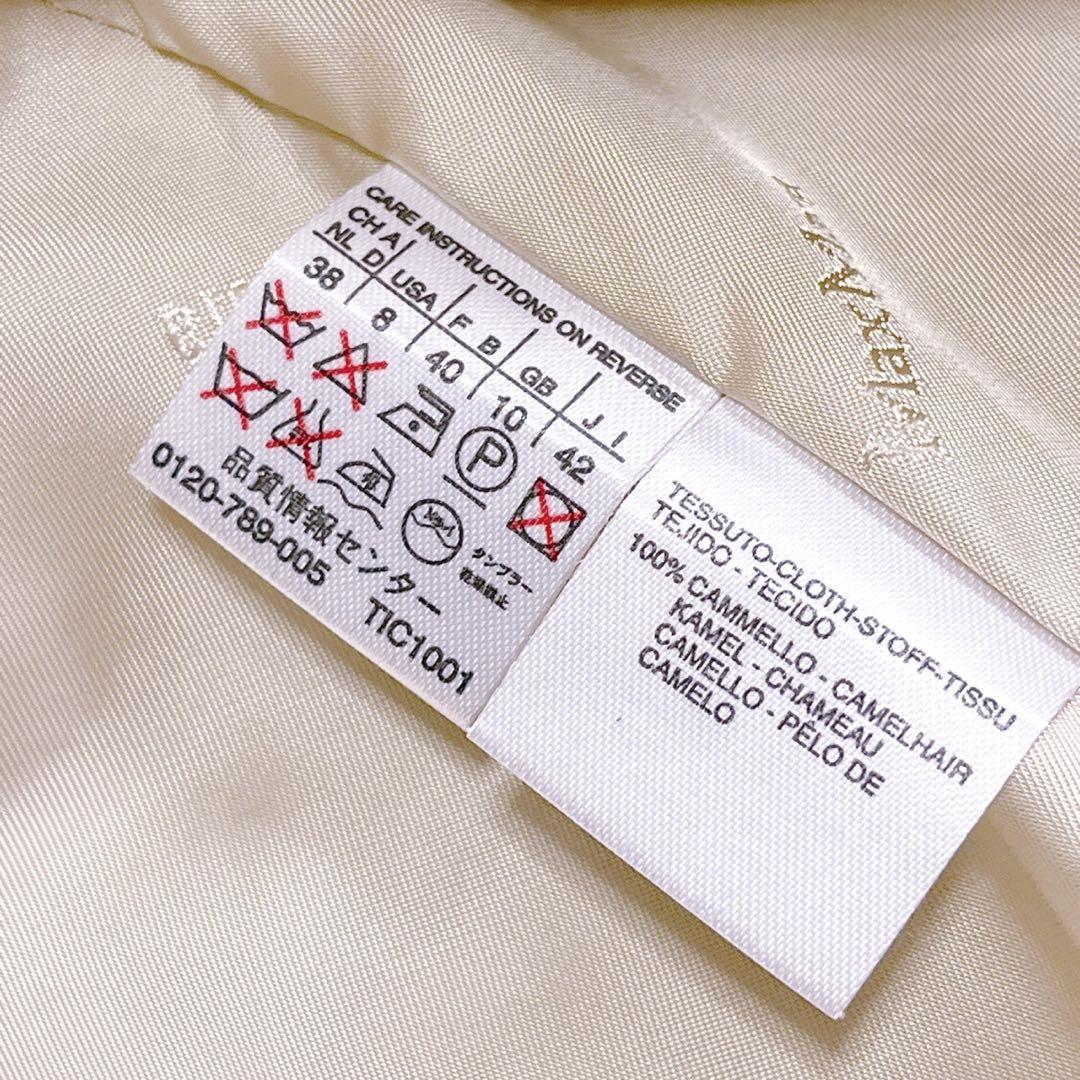 CARE INSTRUCTIONS ON REVERSE
CH A
NL D USA F B GB J I
38 8 40 10 42
P
タンブラー
乾燥禁止
品質情報センター
0120-789-005 TIC1001
TESSUTO-CLOTH-STOFF-TISSU
TEJIDO - TECIDO
100% CAMMELLO - CAMELHAIR
KAMEL - CHAMEAU
CAMELLO - PÊLO DE
CAMELO